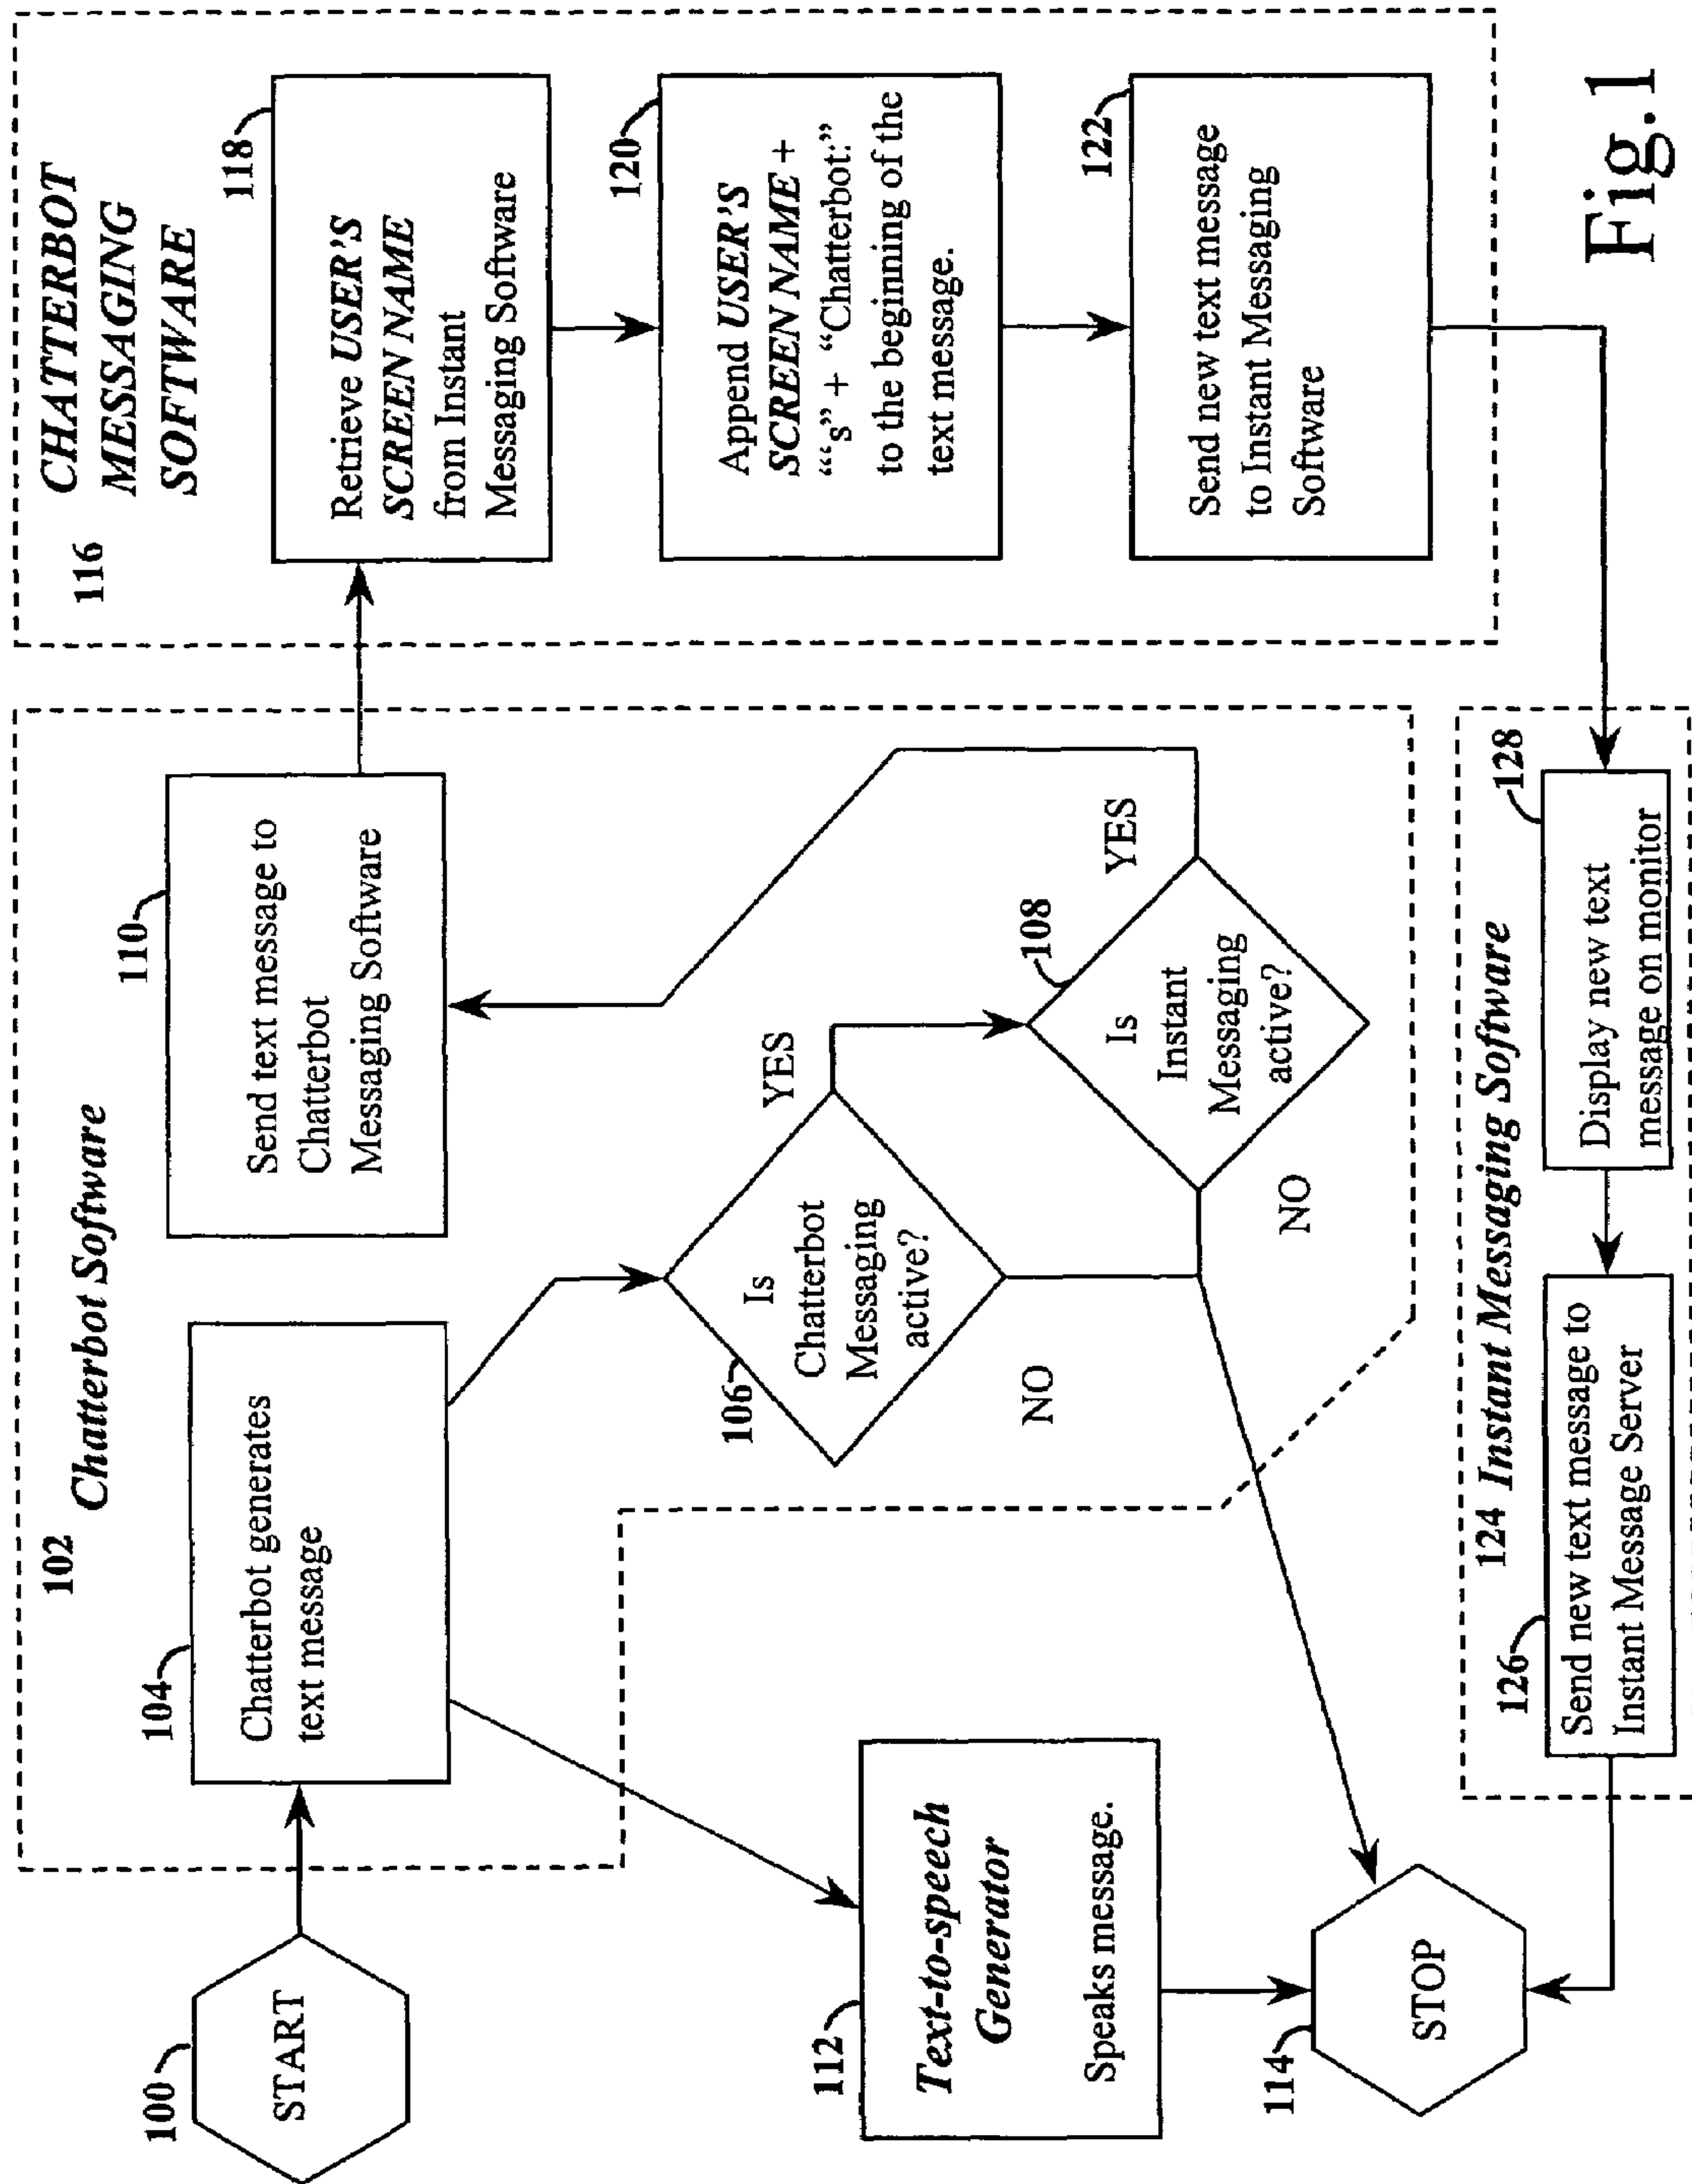 100
START
102
Chatterbot Software
104
Chatterbot generates
text message
106
Is
Chatterbot
Messaging
active?
YES
NO
108
Is
Instant
Messaging
active?
YES
NO
110
Send text message to
Chatterbot
Messaging Software
112
Text-to-speech
Generator
Speaks message.
114
STOP
116
CHATTERBOT
MESSAGING
SOFTWARE
118
Retrieve USER'S
SCREEN NAME
from Instant
Messaging Software
120
Append USER'S
SCREEN NAME +
“‘s” + “Chatterbot:”
to the beginning of the
text message.
122
Send new text message
to Instant Messaging
Software
124 Instant Messaging Software
126
Send new text message to
Instant Message Server
128
Display new text
message on monitor
Fig.1